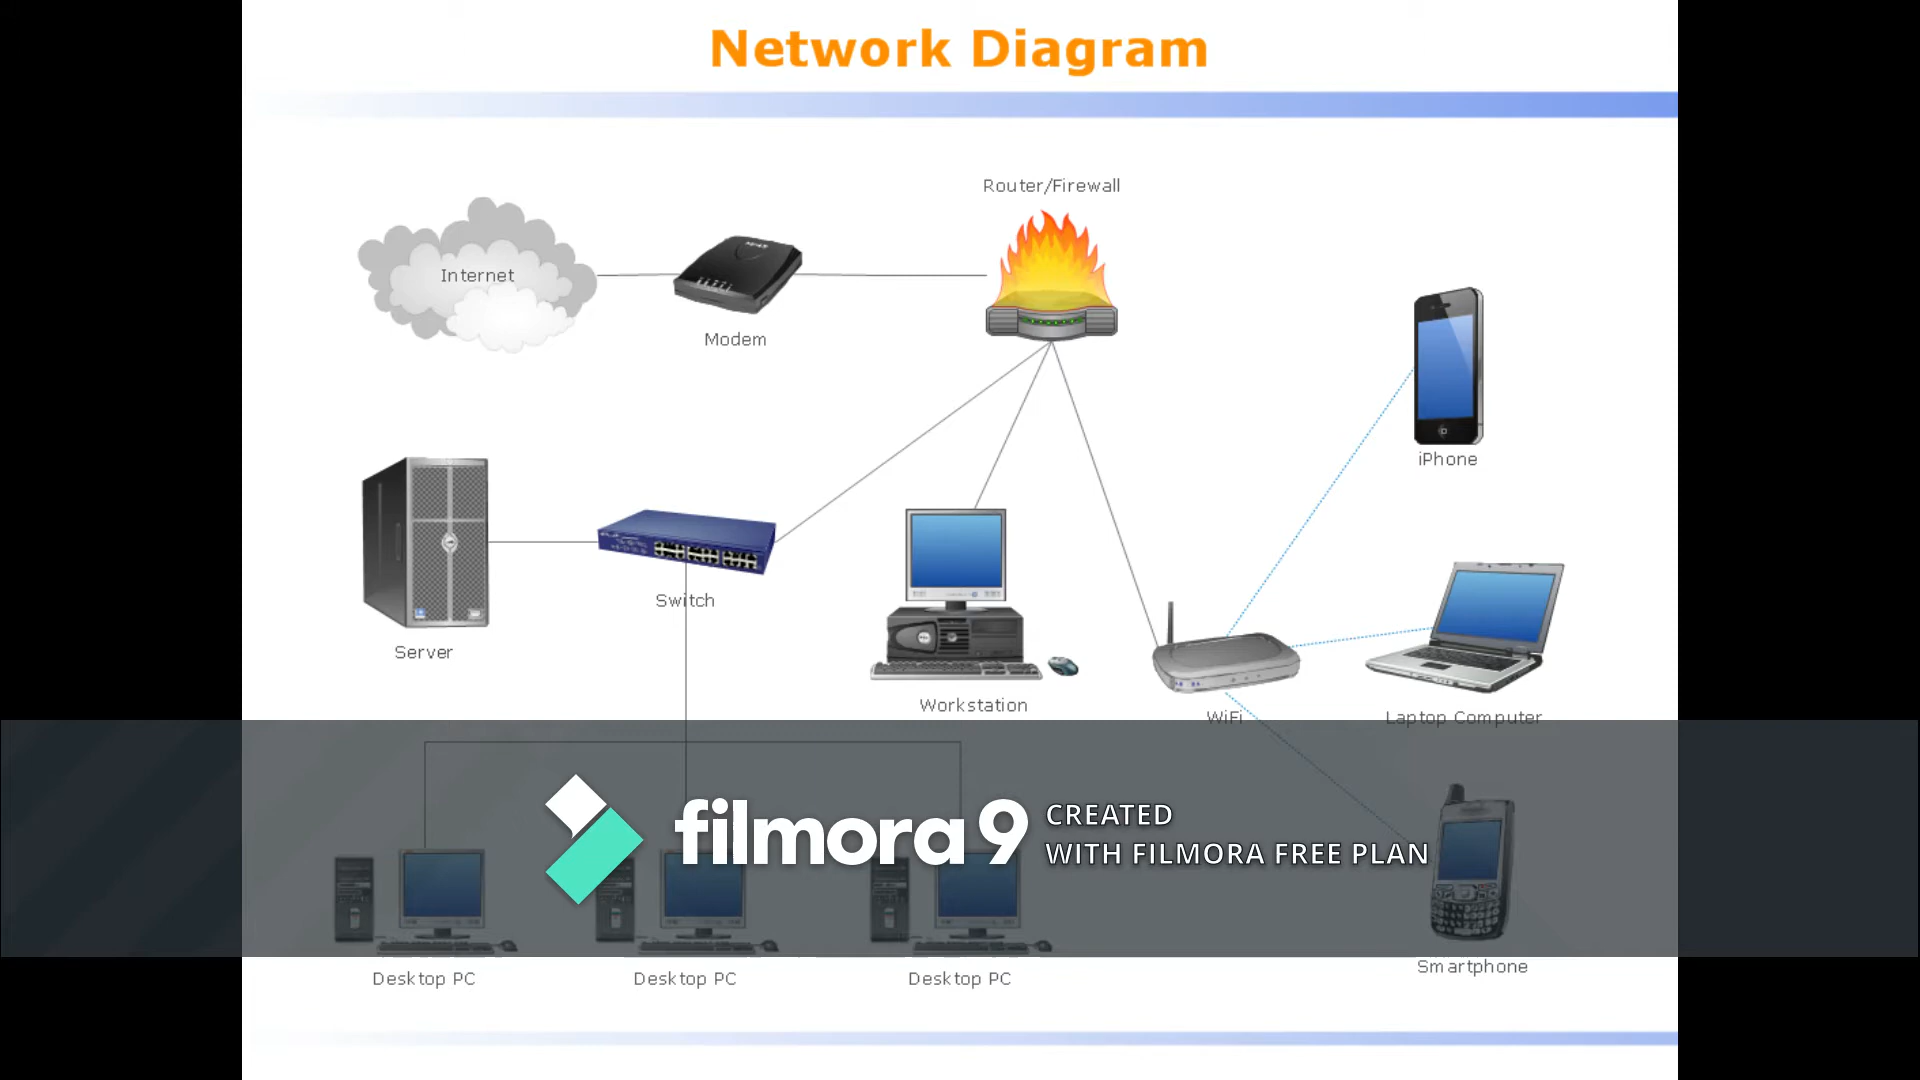 Network Diagram
Router/Firewall
Internet
Modem
iPhone
Switch
Server
Workstation
WiFi
Laptop Computer
filmora9
CREATED
WITH FILMORA FREE PLAN
Smartphone
Desktop PC
Desktop PC
Desktop PC